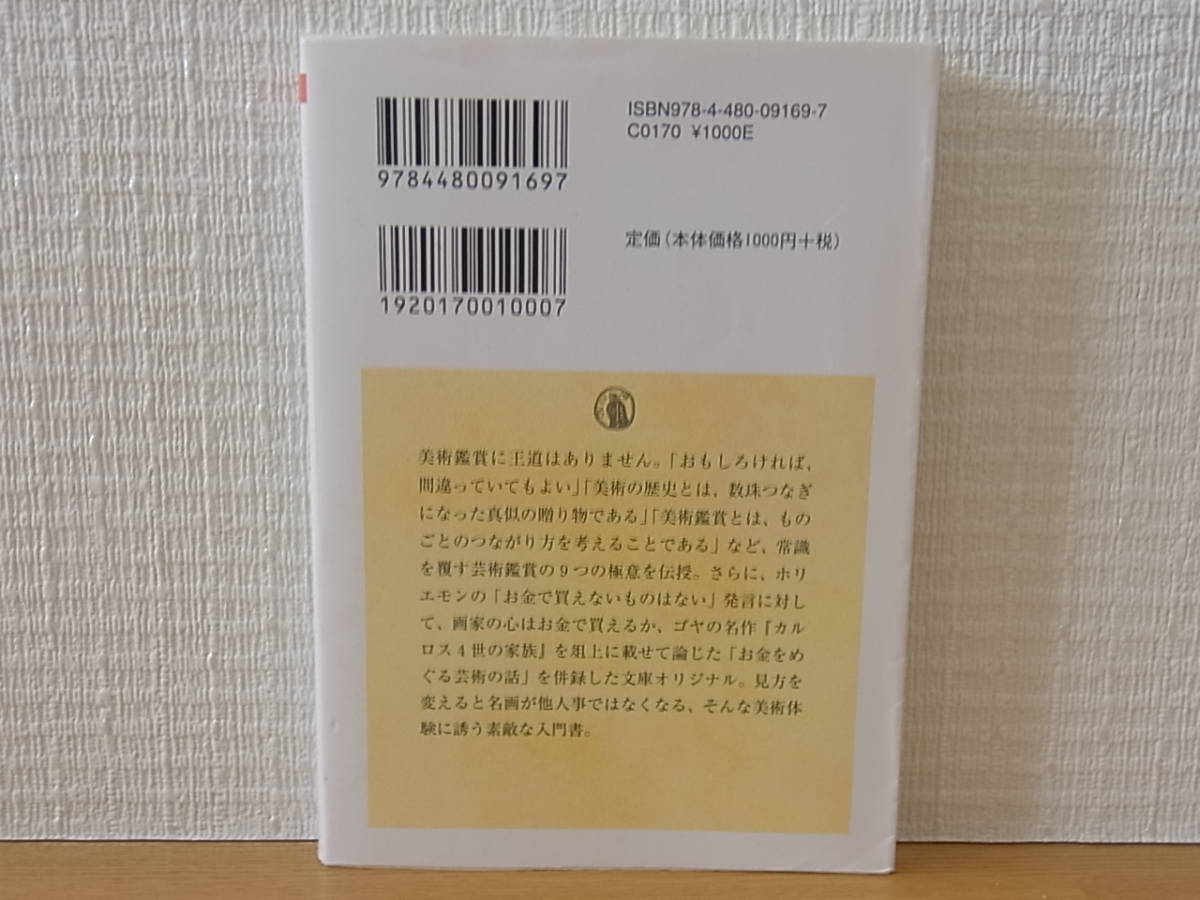 ISBN978-4-480-09169-7
C0170 ¥1000E
9784480091697
定価(本体価格1000円+税)
1920170010007
美術鑑賞に王道はありません。「おもしろければ、
間違っていてもよい」「美術の歴史とは、数珠つなぎ
になった真似の贈り物である」「美術鑑賞とは、もの
ごとのつながり方を考えることである」など、常識
を覆す芸術鑑賞の9つの極意を伝授。さらに、ホリ
エモンの「お金で買えないものはない」発言に対し
て、画家の心はお金で買えるか、ゴヤの名作『カル
ロス4世の家族』を俎上に載せて論じた「お金をめ
ぐる芸術の話」を併録した文庫オリジナル。見方を
変えると名画が他人事ではなくなる、そんな美術体
験に誘う素敵な入門書。